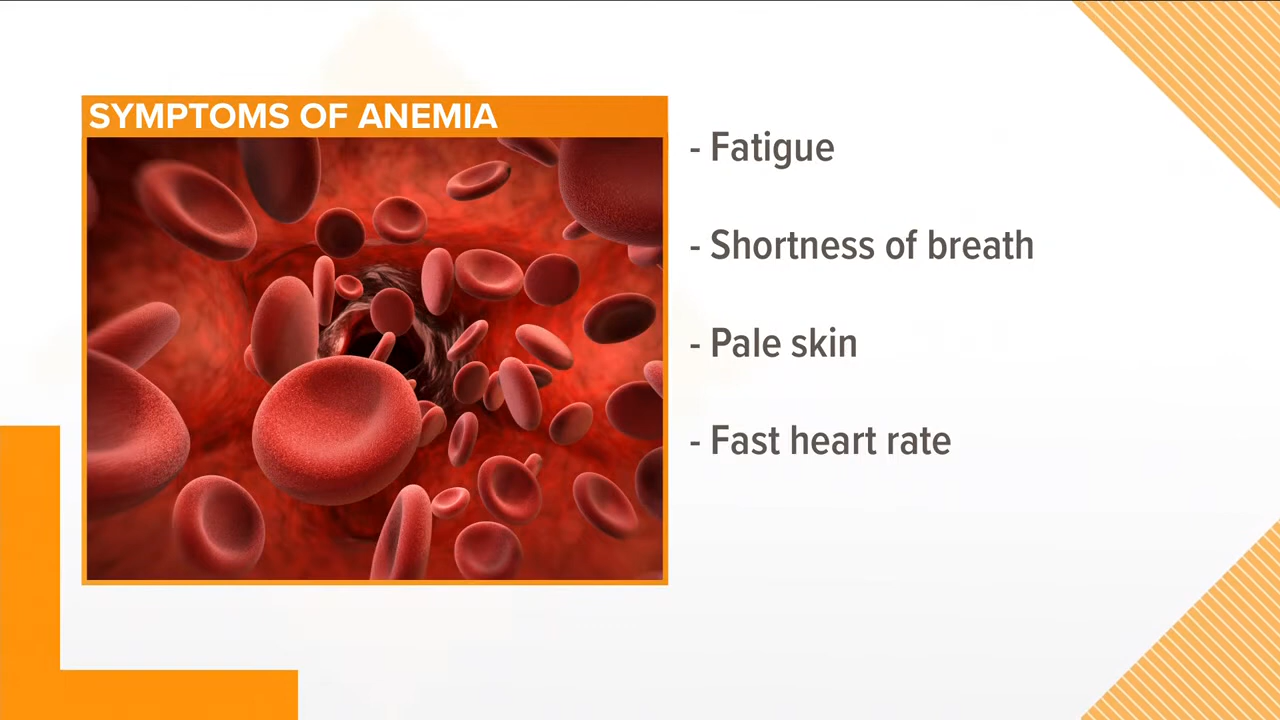 SYMPTOMS OF ANEMIA
- Fatigue
- Shortness of breath
- Pale skin
- Fast heart rate